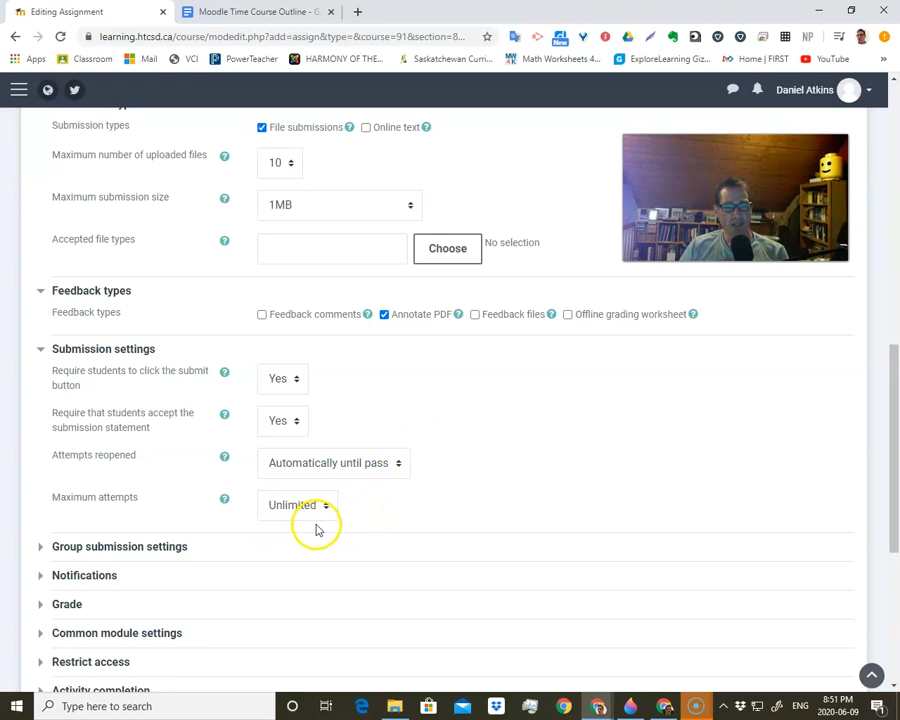 Editing Assignment
Moodle Time Course Outline - G
learning.htcsd.ca/course/modedit.php?add=assign&type=&course=91&section=8...
Apps
Classroom
Mail
VCI
PowerTeacher
HARMONY OF THE...
Saskatchewan Curri...
Math Worksheets 4...
ExploreLearning Giz...
Home | FIRST
YouTube
New
NP
Daniel Atkins
Submission types
File submissions
Online text
Maximum number of uploaded files
10
Maximum submission size
1MB
Accepted file types
Choose
No selection
Feedback types
Feedback types
Feedback comments
Annotate PDF
Feedback files
Offline grading worksheet
Submission settings
Require students to click the submit
button
Yes
Require that students accept the
submission statement
Yes
Attempts reopened
Automatically until pass
Maximum attempts
Unlimited
Group submission settings
Notifications
Grade
Common module settings
Restrict access
Activity completion
Type here to search
ENG
8:51 PM
2020-06-09